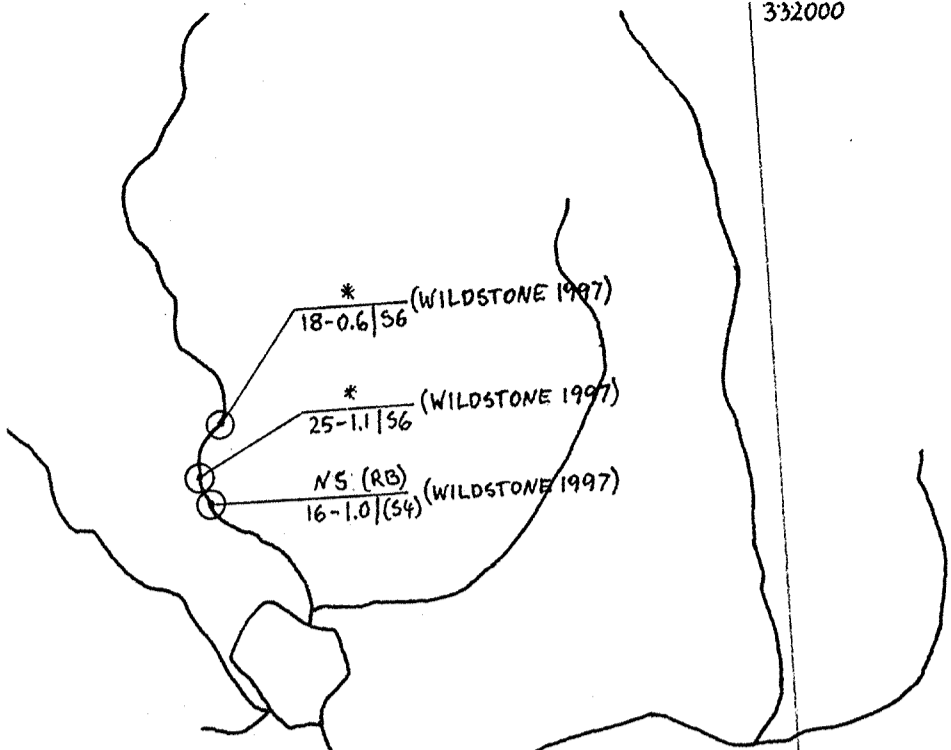 332000
*
18-0.6|S6 (WILDSTONE 1997)
*
25-1.1|S6 (WILDSTONE 1997)
NS (RB)
16-1.0|(S4) (WILDSTONE 1997)